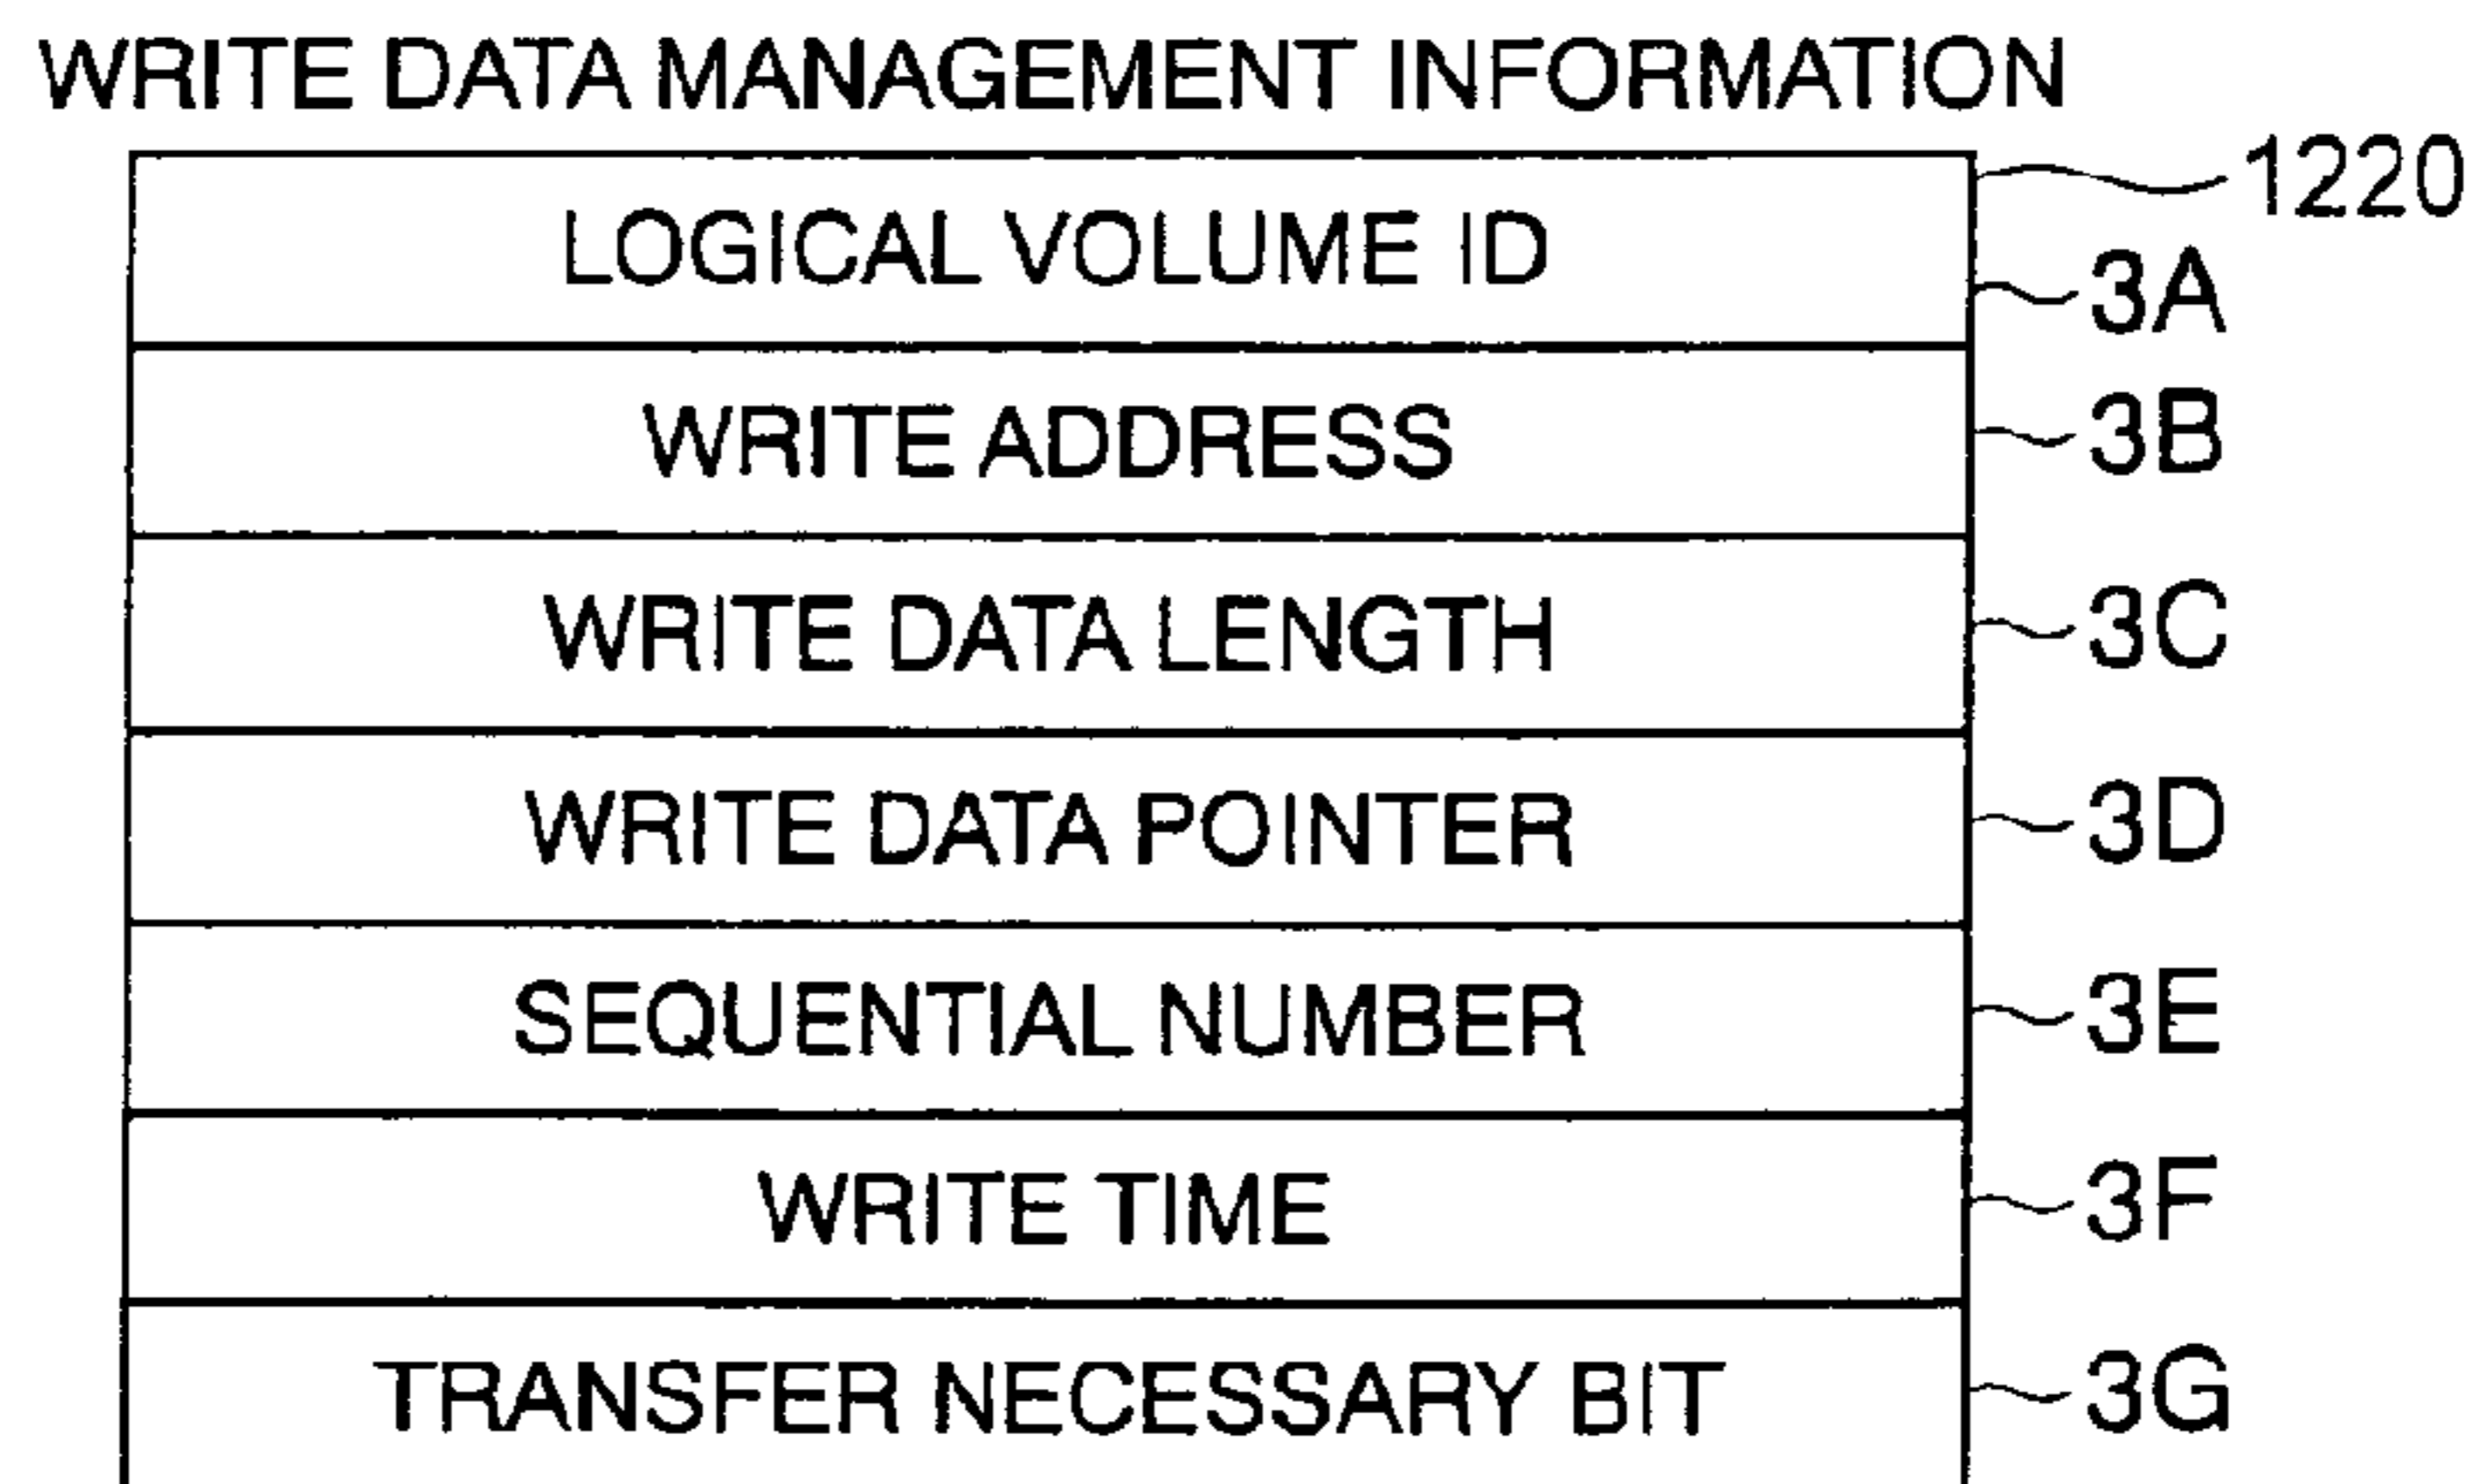 WRITE DATA MANAGEMENT INFORMATION
1220
LOGICAL VOLUME ID 3A
WRITE ADDRESS 3B
WRITE DATA LENGTH 3C
WRITE DATA POINTER 3D
SEQUENTIAL NUMBER 3E
WRITE TIME 3F
TRANSFER NECESSARY BIT 3G